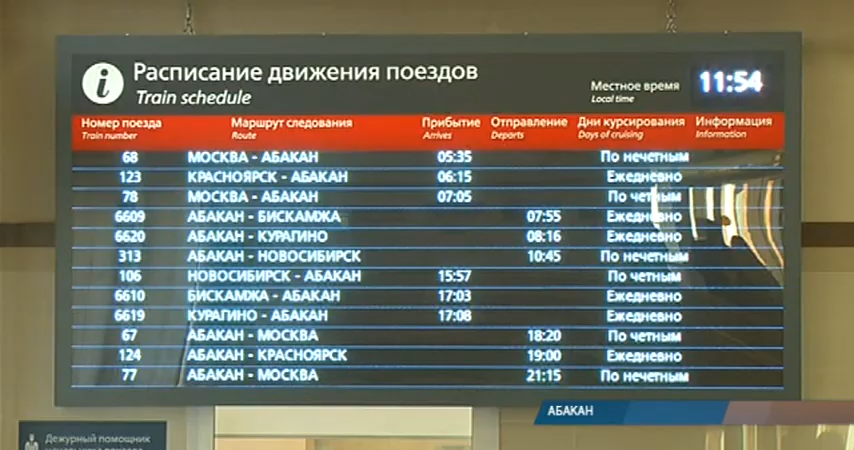 Расписание движения поездов
Train schedule
Местное время 11:54
Local time
Номер поезда Маршрут следования Прибытие Отправление Дни курсирования Информация
Train number Route Arrives Departs Days of cruising Information
68 МОСКВА - АБАКАН 05:35 По нечетным
123 КРАСНОЯРСК - АБАКАН 06:15 Ежедневно
78 МОСКВА - АБАКАН 07:05 По четным
6609 АБАКАН - БИСКАМЖА 07:55 Ежедневно
6620 АБАКАН - КУРАГИНО 08:16 Ежедневно
313 АБАКАН - НОВОСИБИРСК 10:45 По нечетным
106 НОВОСИБИРСК - АБАКАН 15:57 По четным
6610 БИСКАМЖА - АБАКАН 17:03 Ежедневно
6619 КУРАГИНО - АБАКАН 17:08 Ежедневно
67 АБАКАН - МОСКВА 18:20 По четным
124 АБАКАН - КРАСНОЯРСК 19:00 Ежедневно
77 АБАКАН - МОСКВА 21:15 По нечетным
АБАКАН
Дежурный помощник